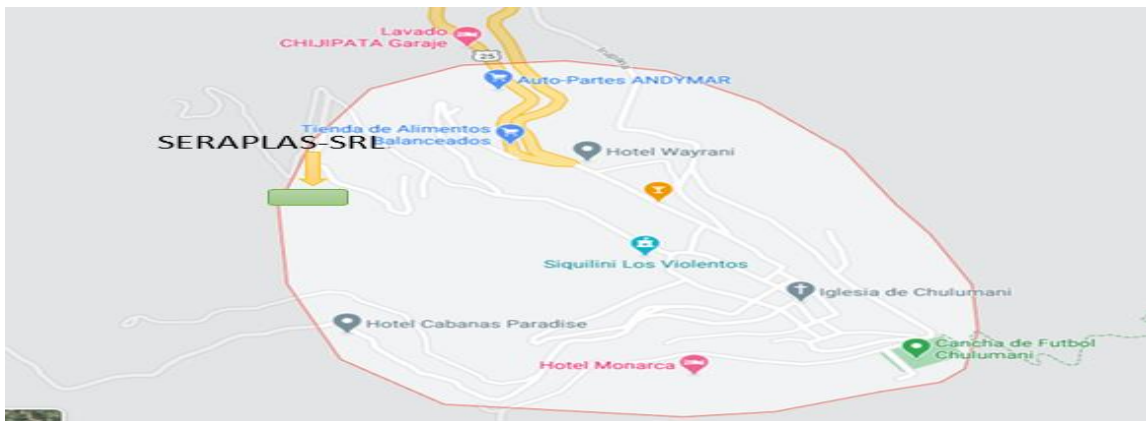 Lavado
CHIJIPATA Garaje
25
Irupana
Auto-Partes ANDYMAR
Tienda de Alimentos
Balanceados
SERAPLAS-SRL
Hotel Wayrani
Siquilini Los Violentos
Iglesia de Chulumani
Hotel Cabanas Paradise
Cancha de Futbol
Chulumani
Hotel Monarca